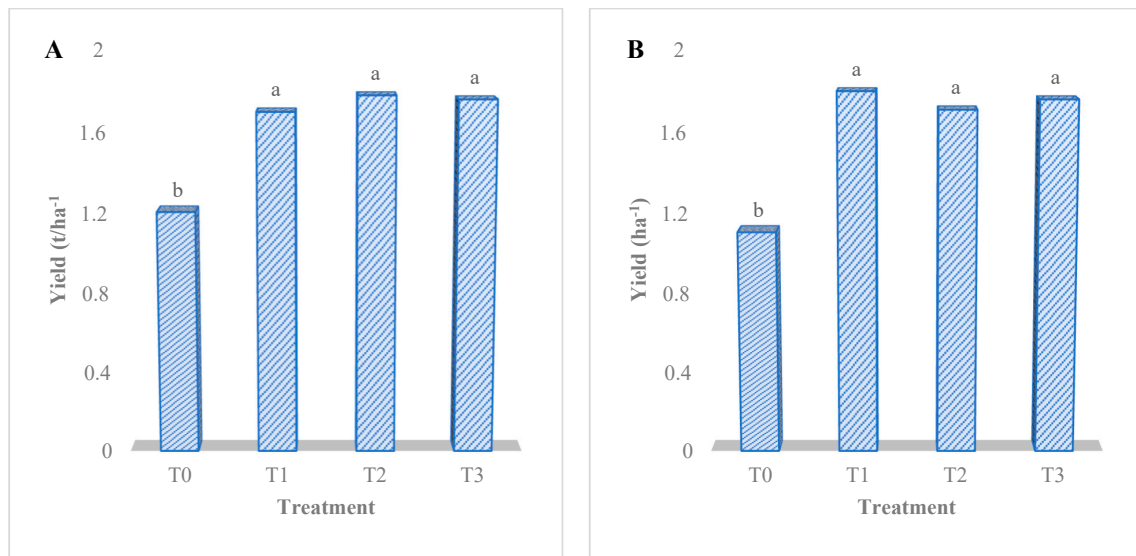 A
2
1.6
1.2
0.8
0.4
0
Yield (t/ha⁻¹)
b
a
a
a
T0 T1 T2 T3
Treatment
B
2
1.6
1.2
0.8
0.4
0
Yield (ha⁻¹)
b
a
a
a
T0 T1 T2 T3
Treatment